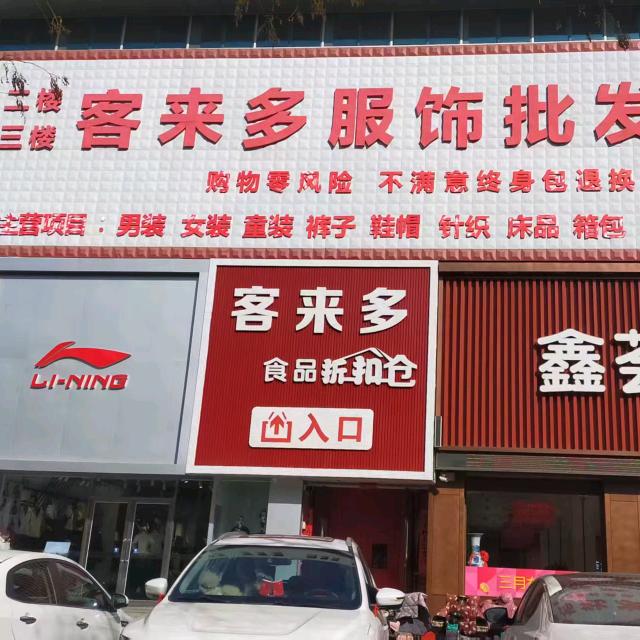 二楼
三楼
客来多服饰批发
购物零风险 不满意终身包退换
主营项目：男装 女装 童装 裤子 鞋帽 针织 床品 箱包
LI-NING
客来多
食品折扣仓
入口
鑫